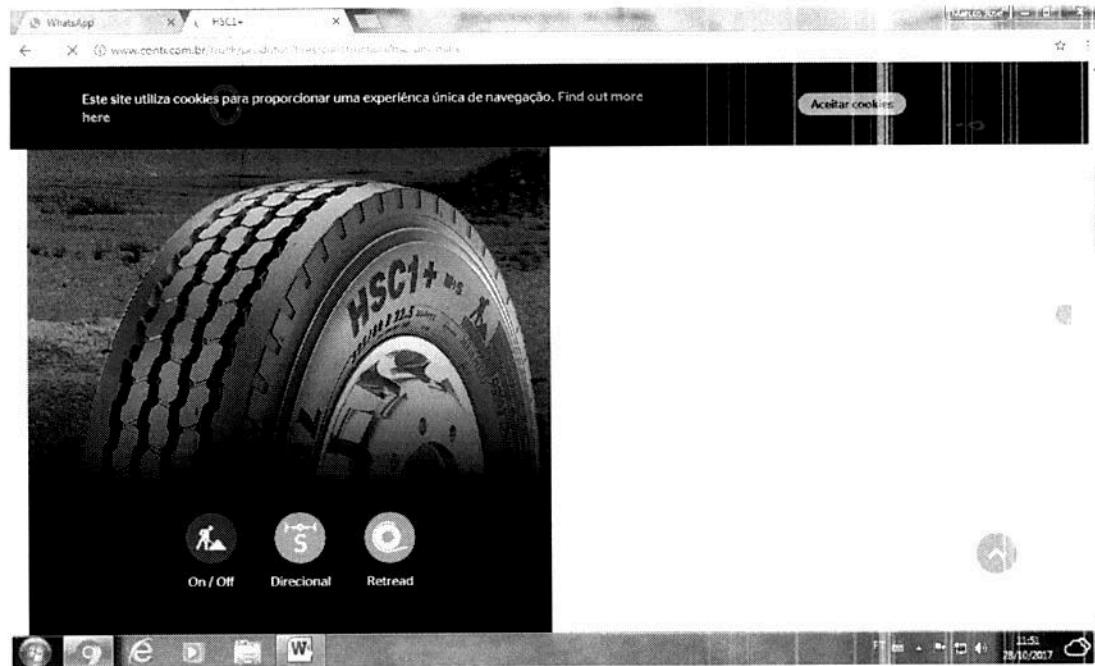 WhatsApp
HSC1+
Este site utiliza cookies para proporcionar uma experiênca única de navegação. Find out more
here
Aceitar cookies
HSC1+ M+S
S
On / Off
Direcional
Retread
W
11:51
28/10/2017